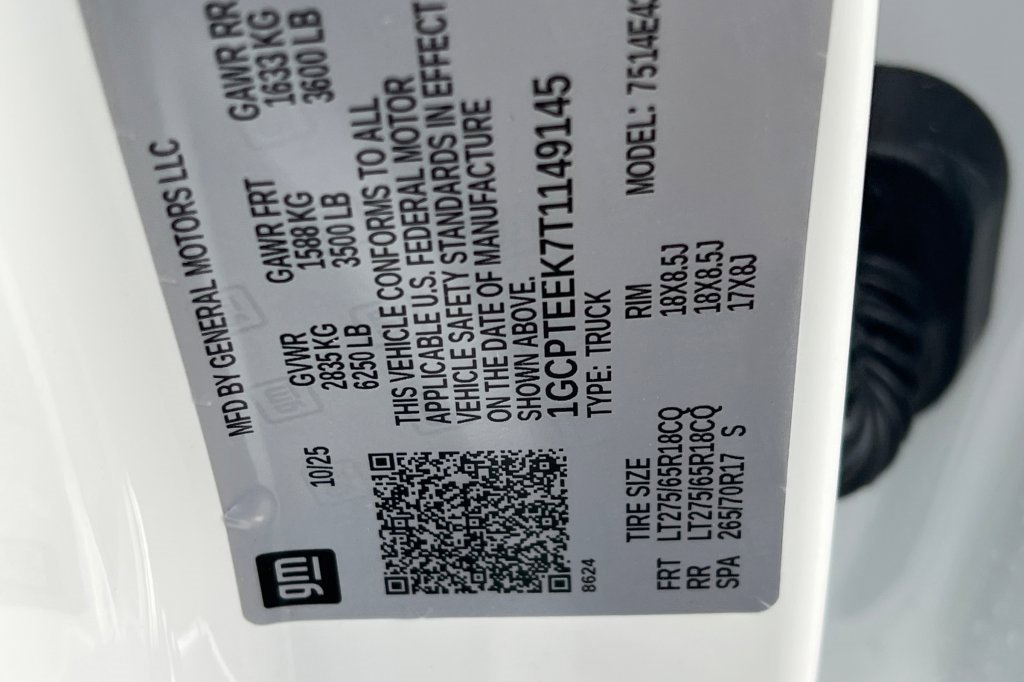 MFD BY GENERAL MOTORS LLC
10/25 GVWR GAWR FRT GAWR RR
2835 KG 1588 KG 1633 KG
6250 LB 3500 LB 3600 LB
THIS VEHICLE CONFORMS TO ALL
APPLICABLE U.S. FEDERAL MOTOR
VEHICLE SAFETY STANDARDS IN EFFECT
ON THE DATE OF MANUFACTURE
SHOWN ABOVE.
1GCPTEEK7T1149145
TYPE: TRUCK MODEL: 7514E43
gm
8624
TIRE SIZE RIM
FRT LT275/65R18CQ 18X8.5J
RR LT275/65R18CQ 18X8.5J
SPA 265/70R17 S 17X8J